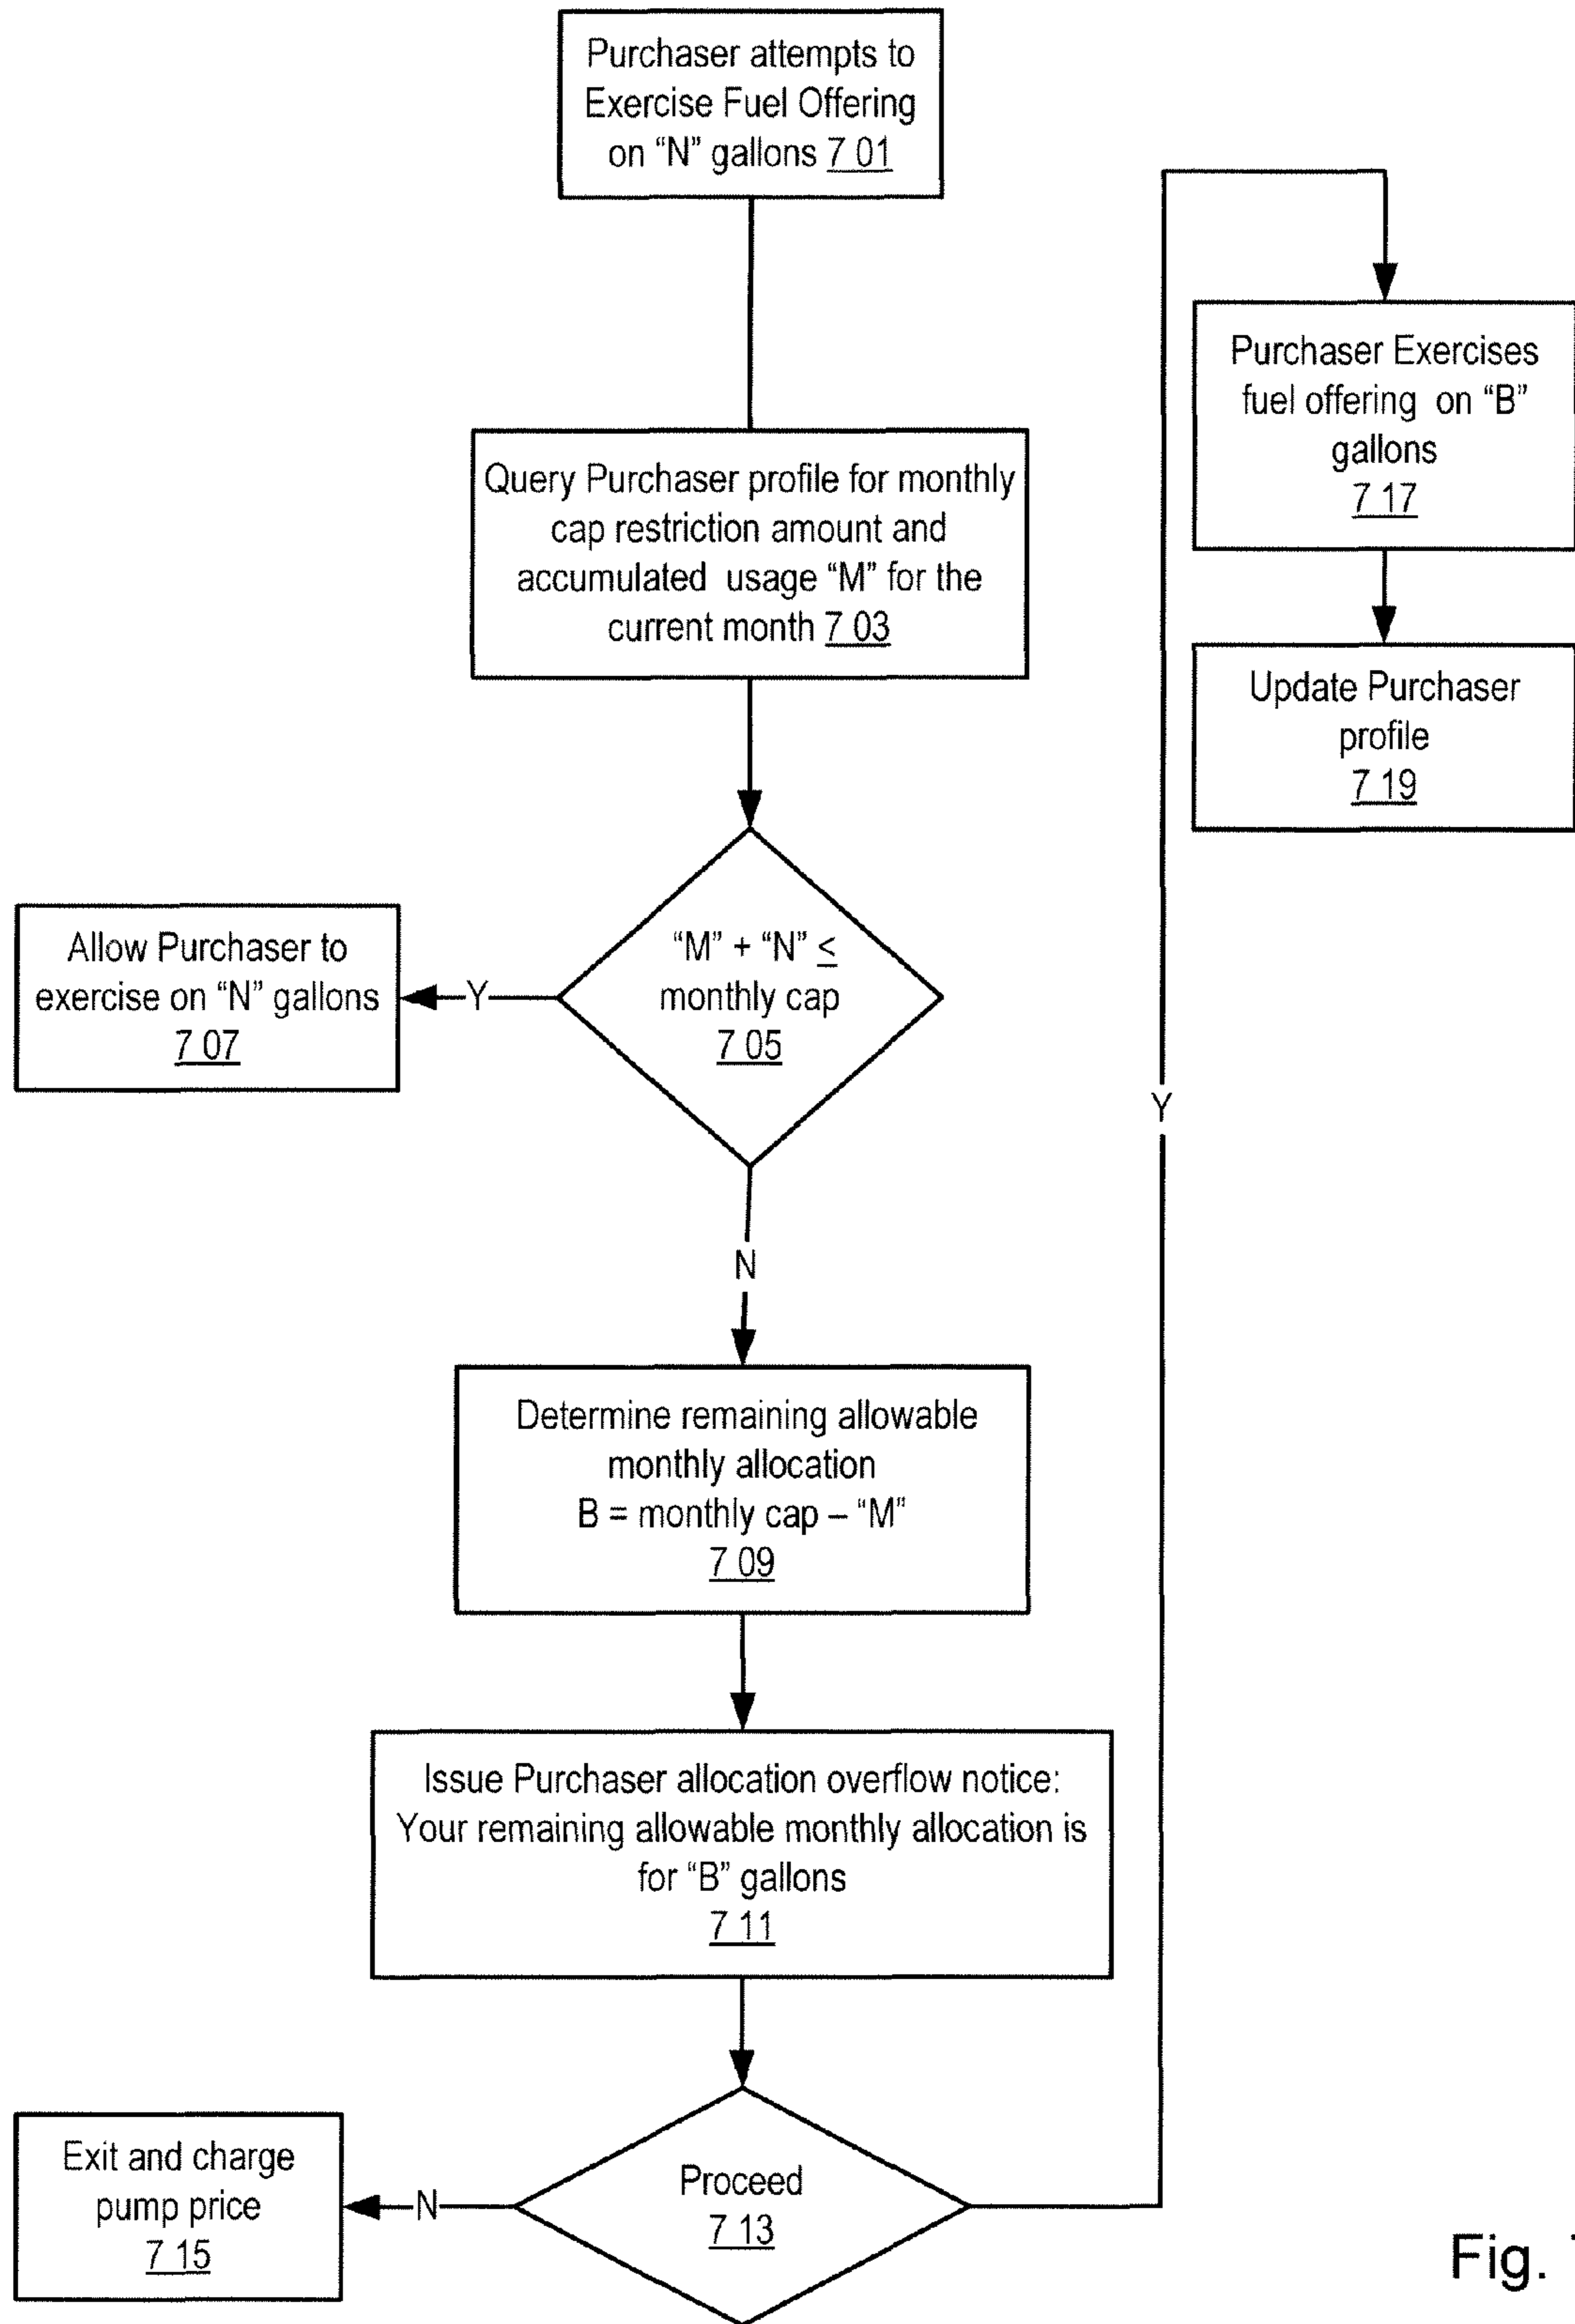 Purchaser attempts to
Exercise Fuel Offering
on “N” gallons 7 01
Query Purchaser profile for monthly
cap restriction amount and
accumulated usage “M” for the
current month 7 03
“M” + “N” ≤
monthly cap
7 05
Y
Allow Purchaser to
exercise on “N” gallons
7 07
N
Determine remaining allowable
monthly allocation
B = monthly cap – “M”
7 09
Issue Purchaser allocation overflow notice:
Your remaining allowable monthly allocation is
for “B” gallons
7 11
Proceed
7 13
N
Exit and charge
pump price
7 15
Y
Purchaser Exercises
fuel offering on “B”
gallons
7 17
Update Purchaser
profile
7 19
Fig.